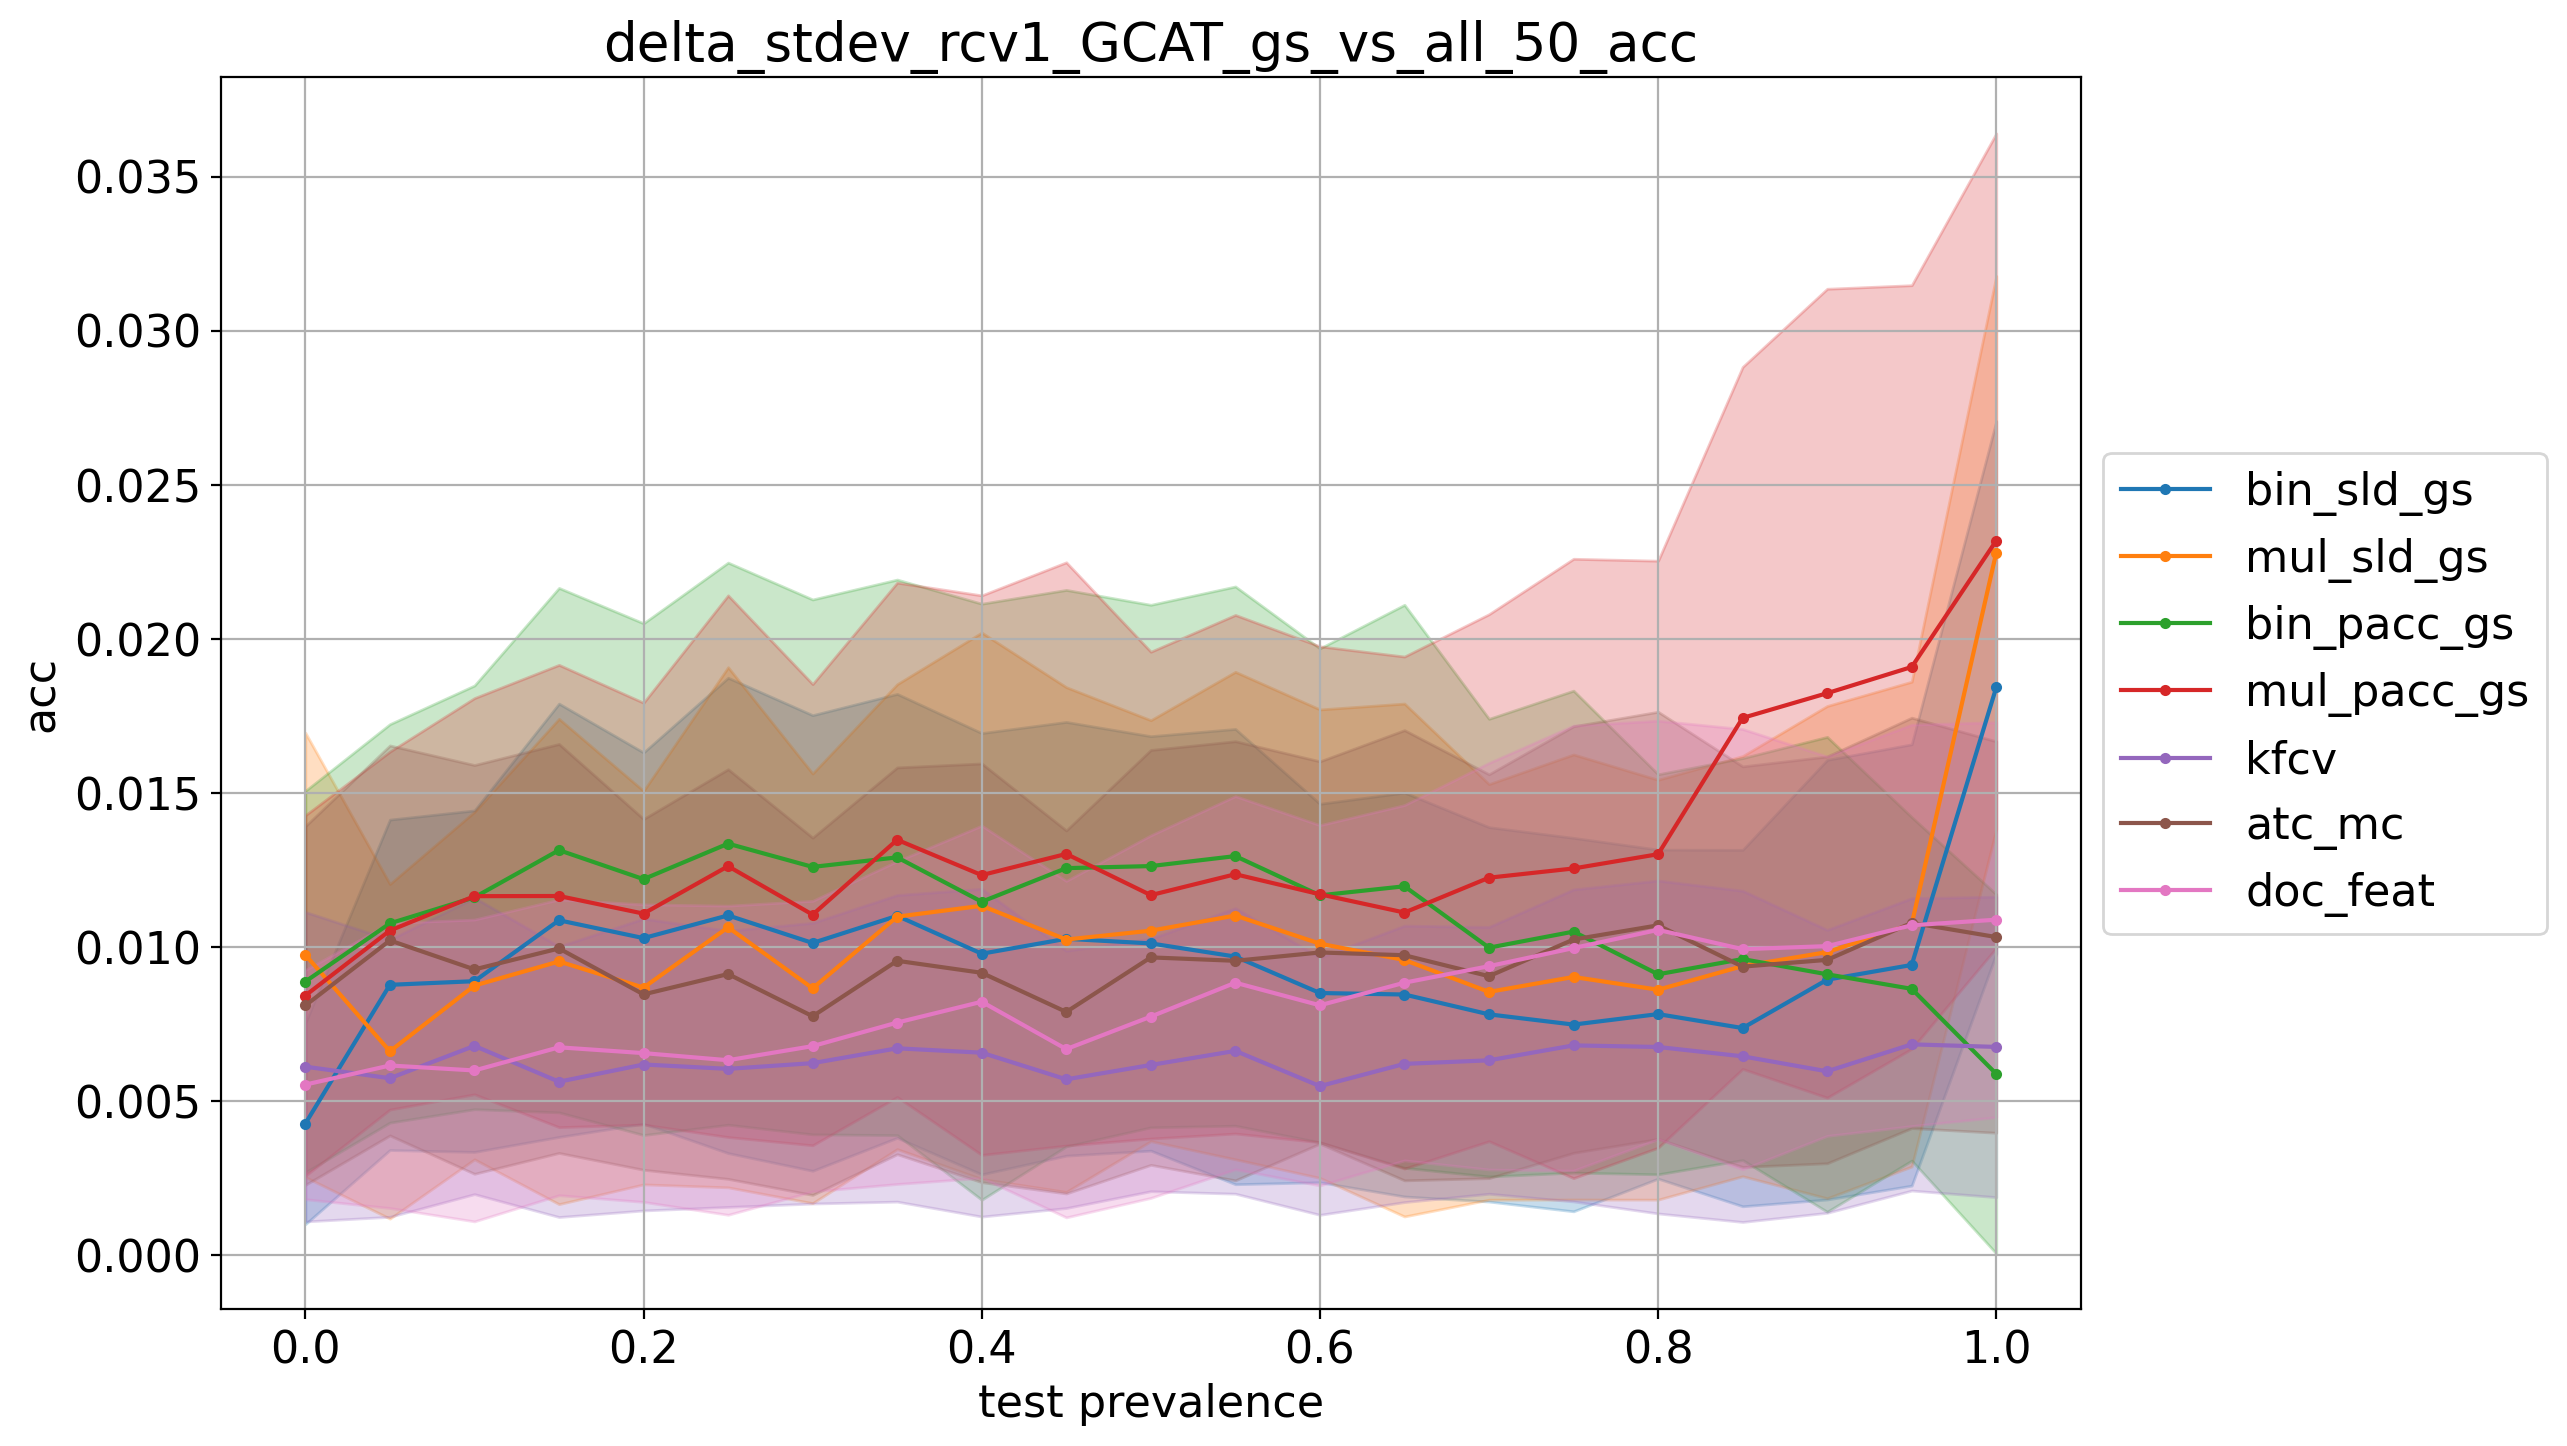 delta_stdev_rcv1_GCAT_gs_vs_all_50_acc
acc
0.035
0.030
0.025
0.020
0.015
0.010
0.005
0.000
0.0 0.2 0.4 0.6 0.8 1.0
test prevalence
bin_sld_gs
mul_sld_gs
bin_pacc_gs
mul_pacc_gs
kfcv
atc_mc
doc_feat